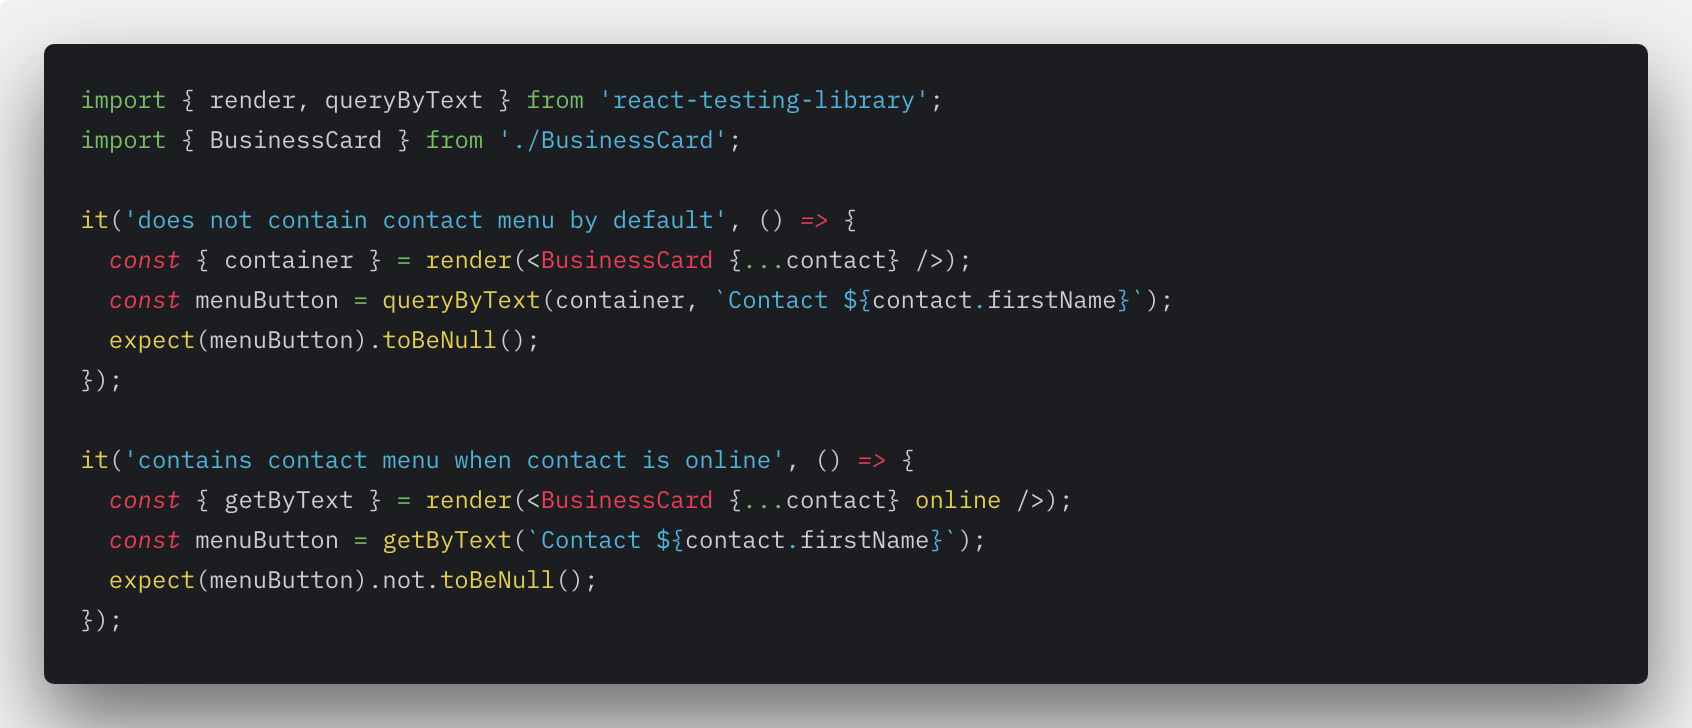 import { render, queryByText } from 'react-testing-library';
import { BusinessCard } from './BusinessCard';

it('does not contain contact menu by default', () => {
  const { container } = render(<BusinessCard {...contact} />);
  const menuButton = queryByText(container, `Contact ${contact.firstName}`);
  expect(menuButton).toBeNull();
});

it('contains contact menu when contact is online', () => {
  const { getByText } = render(<BusinessCard {...contact} online />);
  const menuButton = getByText(`Contact ${contact.firstName}`);
  expect(menuButton).not.toBeNull();
});